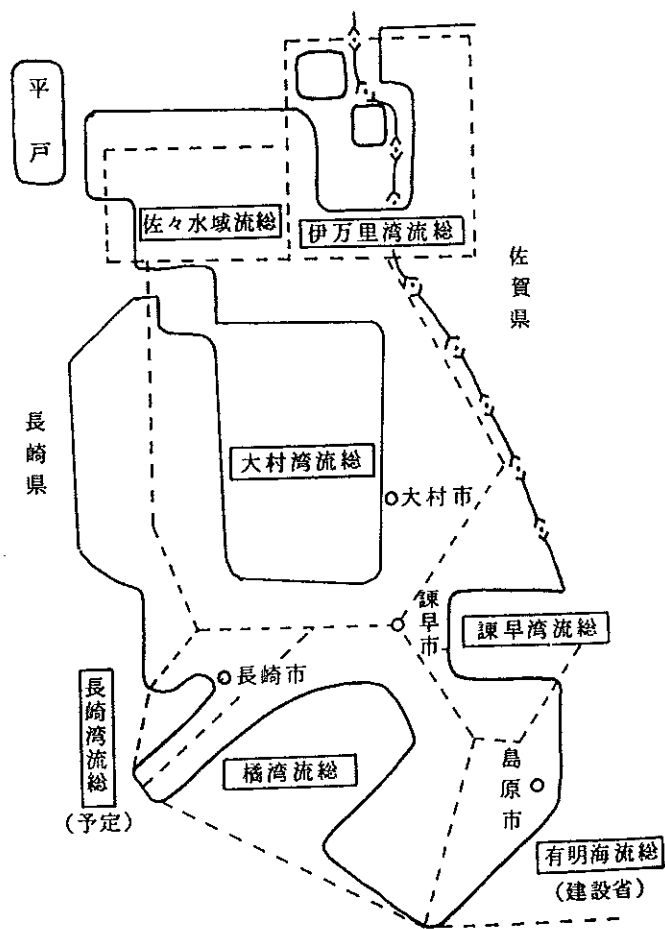 平戸
佐々水域流総
伊万里湾流総
佐賀県
長崎県
大村湾流総
大村市
諫早市
諫早湾流総
長崎市
長崎湾流総
(予定)
橘湾流総
島原市
有明海流総
(建設省)